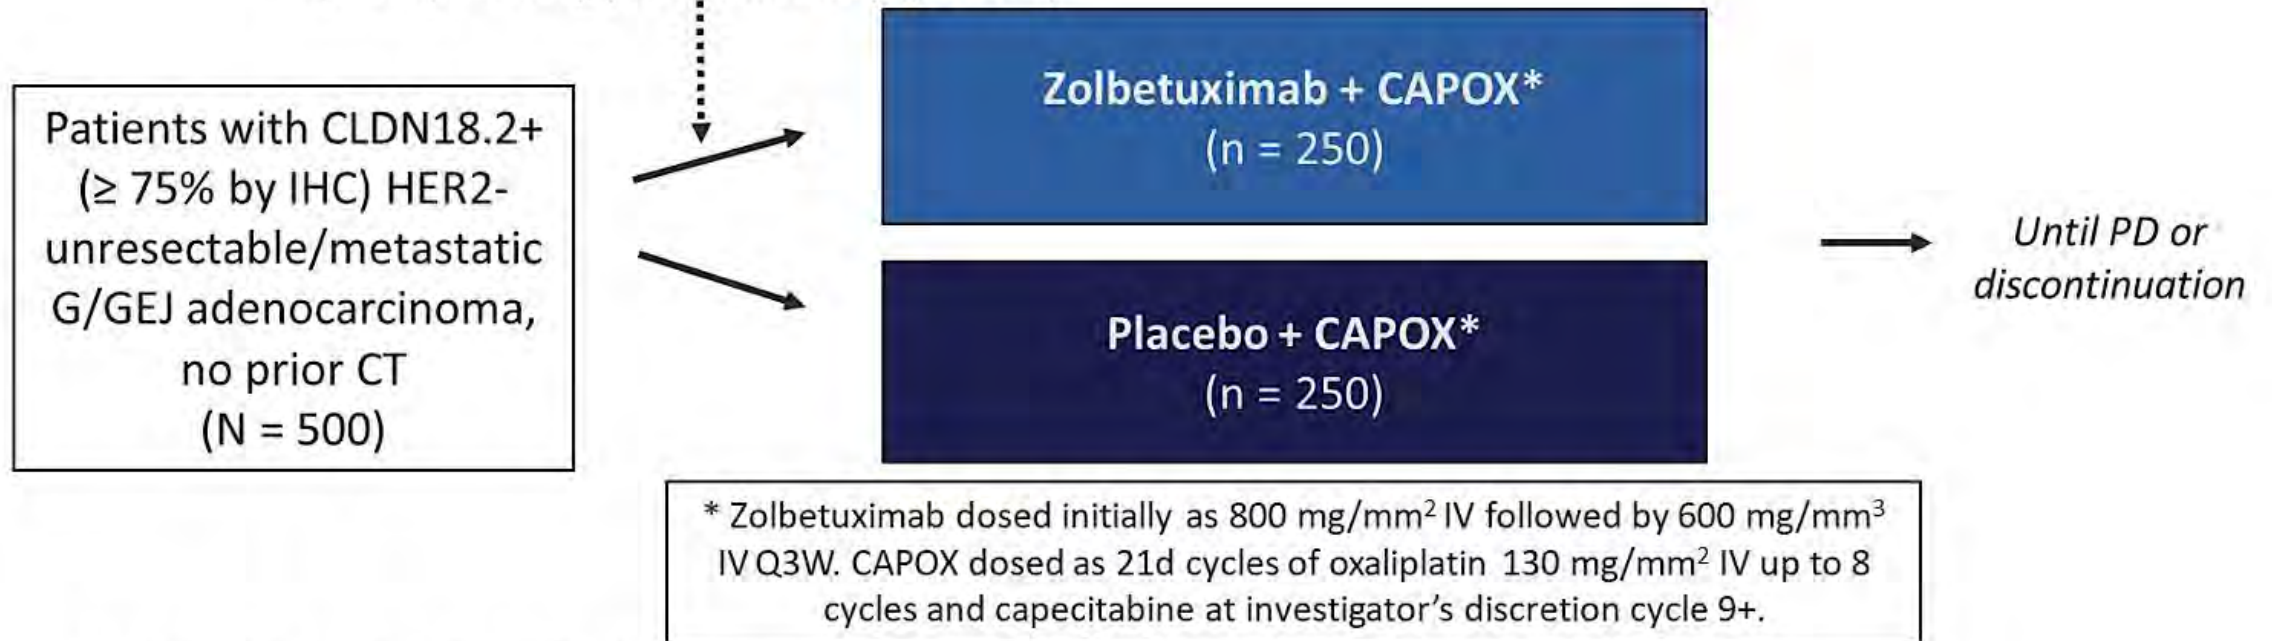 Patients with CLDN18.2+
(≥ 75% by IHC) HER2-
unresectable/metastatic
G/GEJ adenocarcinoma,
no prior CT
(N = 500)
Zolbetuximab + CAPOX*
(n = 250)
Placebo + CAPOX*
(n = 250)
Until PD or
discontinuation
* Zolbetuximab dosed initially as 800 mg/mm² IV followed by 600 mg/mm³
IV Q3W. CAPOX dosed as 21d cycles of oxaliplatin 130 mg/mm² IV up to 8
cycles and capecitabine at investigator’s discretion cycle 9+.